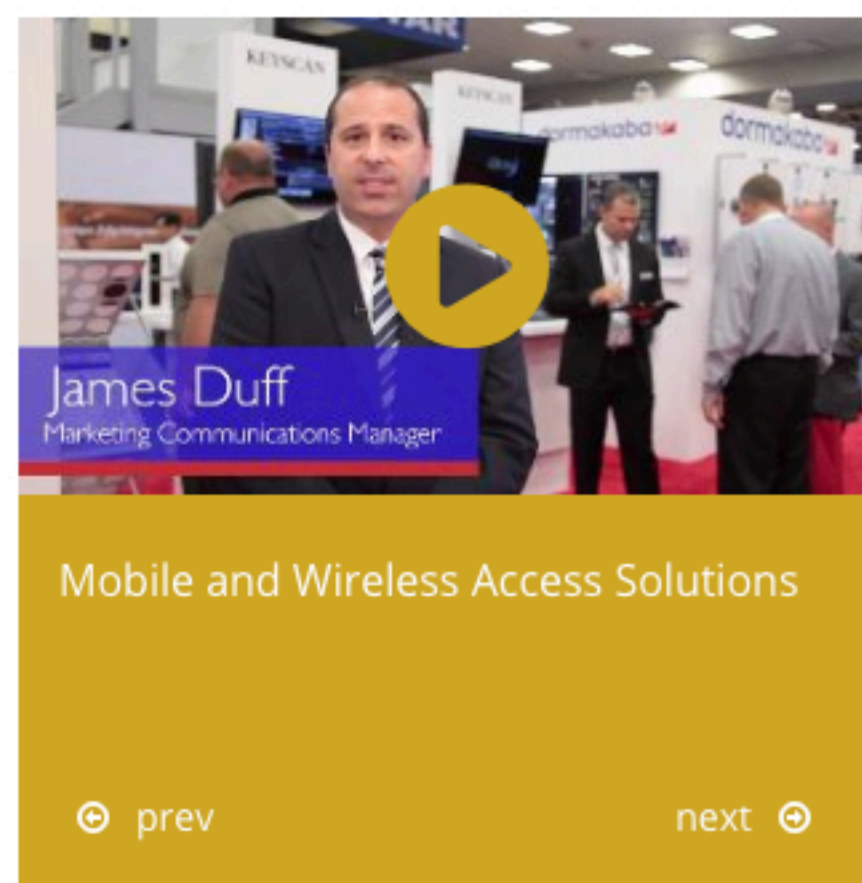 KEYSCAN
KEYSCAN
dormakaba
dormakaba
James Duff
Marketing Communications Manager
Mobile and Wireless Access Solutions
prev
next